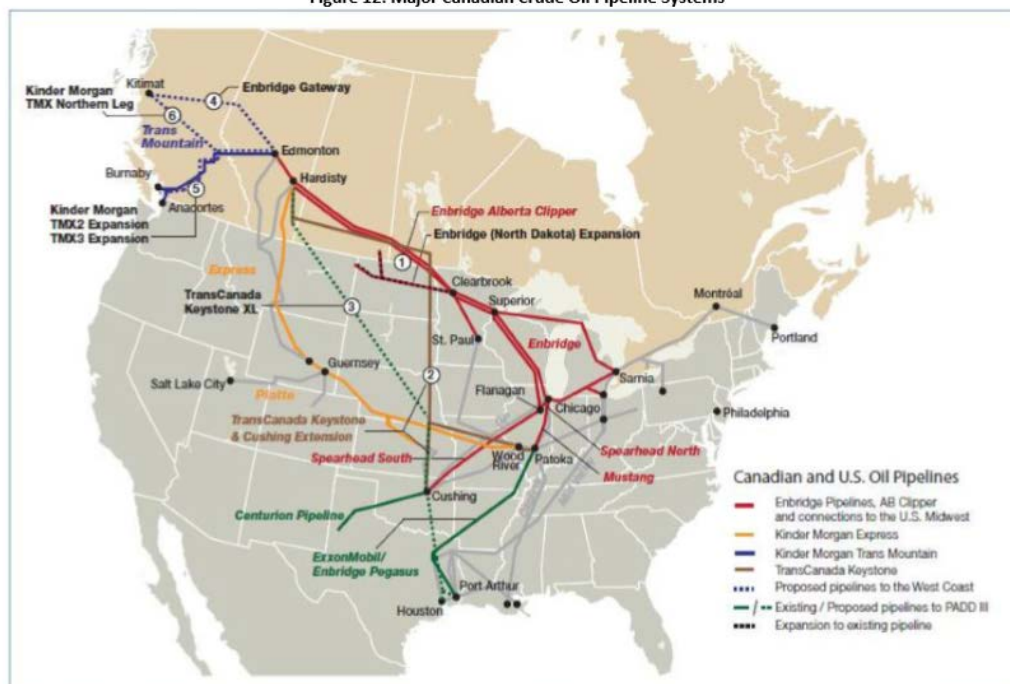 Figure 12. Major Canadian Crude Oil Pipeline Systems
Kinder Morgan
TMX Northern Leg
Kitimat
4
Enbridge Gateway
6
Trans
Mountain
Edmonton
Burnaby
Hardisty
5
Anacortes
Kinder Morgan
TMX2 Expansion
TMX3 Expansion
Enbridge Alberta Clipper
Enbridge (North Dakota) Expansion
1
Express
Clearbrook
TransCanada
Keystone XL
3
Superior
Montréal
St. Paul
Enbridge
Portland
Guernsey
Salt Lake City
2
Sarnia
Platte
Flanagan
Chicago
Philadelphia
TransCanada Keystone
& Cushing Extension
Spearhead South
Wood
River
Patoka
Spearhead North
Mustang
Cushing
Centurion Pipeline
ExxonMobil/
Enbridge Pegasus
Port Arthur
Houston
Canadian and U.S. Oil Pipelines
Enbridge Pipelines, AB Clipper
and connections to the U.S. Midwest
Kinder Morgan Express
Kinder Morgan Trans Mountain
TransCanada Keystone
Proposed pipelines to the West Coast
Existing / Proposed pipelines to PADD III
Expansion to existing pipeline